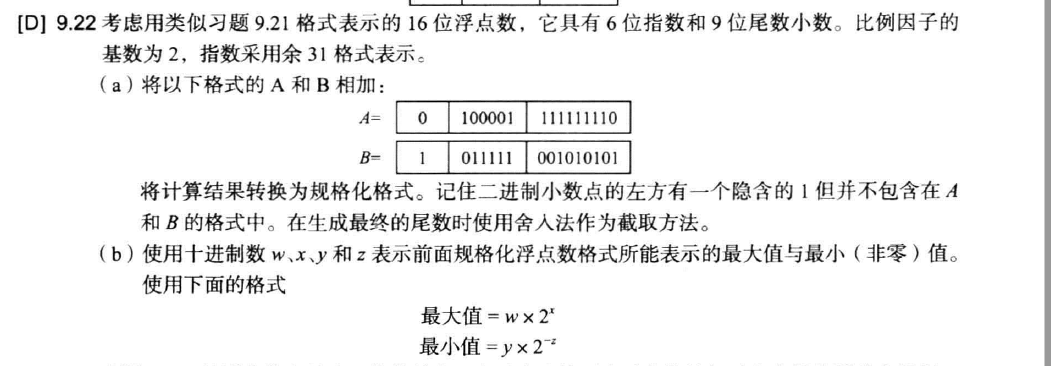 [D] 9.22 考虑用类似习题 9.21 格式表示的 16 位浮点数，它具有 6 位指数和 9 位尾数小数。比例因子的
基数为 2，指数采用余 31 格式表示。
（a）将以下格式的 A 和 B 相加：
A= 0 100001 111111110
B= 1 011111 001010101
将计算结果转换为规格化格式。记住二进制小数点的左方有一个隐含的 1 但并不包含在 A
和 B 的格式中。在生成最终的尾数时使用舍入法作为截取方法。
（b）使用十进制数 w、x、y 和 z 表示前面规格化浮点数格式所能表示的最大值与最小（非零）值。
使用下面的格式
最大值 = w × 2ˣ
最小值 = y × 2⁻ᶻ